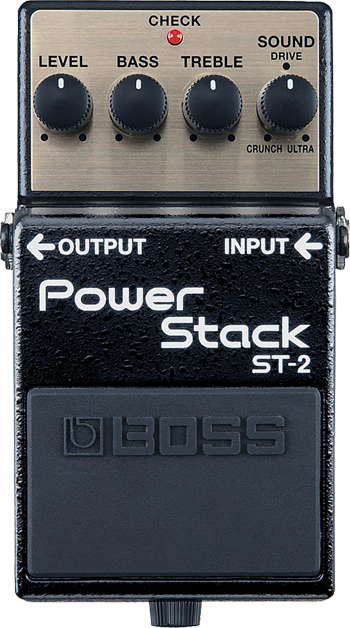 CHECK
LEVEL
BASS
TREBLE
SOUND
DRIVE
CRUNCH ULTRA
←OUTPUT
INPUT←
Power
Stack
ST-2
BOSS